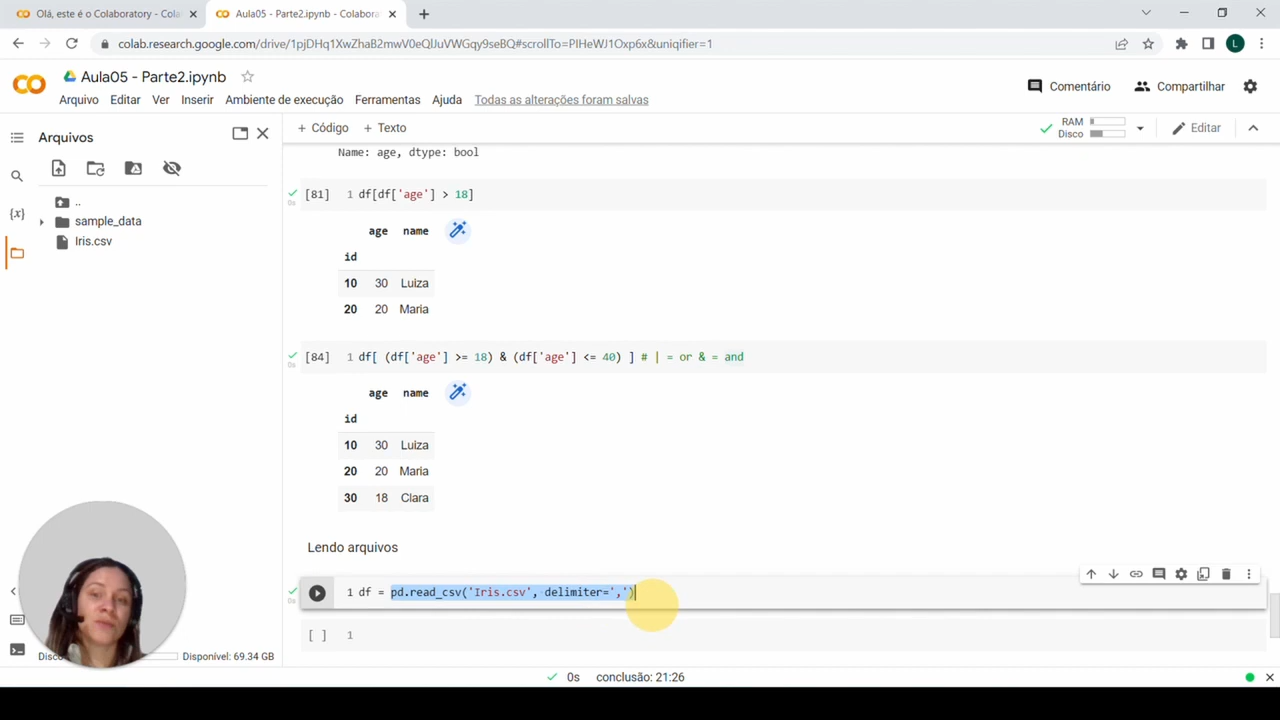 Olá, este é o Colaboratory - Cola
Aula05 - Parte2.ipynb - Colabora
colab.research.google.com/drive/1pjDHq1XwZhaB2mwV0eQlJuVWGqy9seBQ#scrollTo=PIHeWJ1Oxp6x&uniqifier=1
L
Aula05 - Parte2.ipynb
Comentário
Compartilhar
Arquivo Editar Ver Inserir Ambiente de execução Ferramentas Ajuda Todas as alterações foram salvas
Arquivos
+ Código + Texto
RAM
Disco
Editar
Name: age, dtype: bool
..
sample_data
Iris.csv
{x}
[81] 1 df[df['age'] > 18]
0s
age name
id
10 30 Luiza
20 20 Maria
[84] 1 df[ (df['age'] >= 18) & (df['age'] <= 40) ] # | = or & = and
0s
age name
id
10 30 Luiza
20 20 Maria
30 18 Clara
Lendo arquivos
1 df = pd.read_csv('Iris.csv', delimiter=',')
0s
[ ] 1
Disponível: 69.34 GB
0s conclusão: 21:26